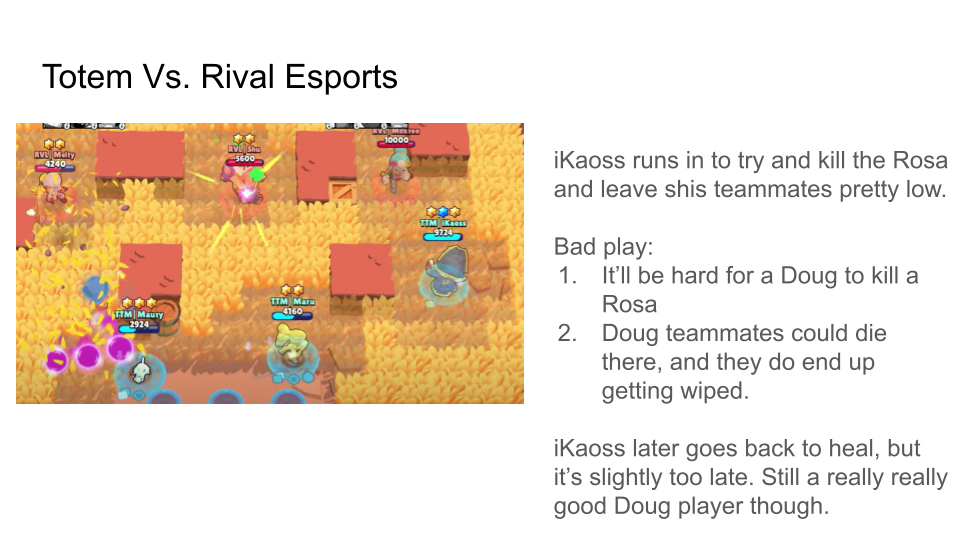 Totem Vs. Rival Esports
RVL|Melty
4240
RVL|Shu
5600
RVL|Makroo
10000
TTM|iKaoss
9724
TTM|Maury
2924
TTM|Maru
4160
iKaoss runs in to try and kill the Rosa
and leave shis teammates pretty low.
Bad play:
1. It’ll be hard for a Doug to kill a
Rosa
2. Doug teammates could die
there, and they do end up
getting wiped.
iKaoss later goes back to heal, but
it’s slightly too late. Still a really really
good Doug player though.